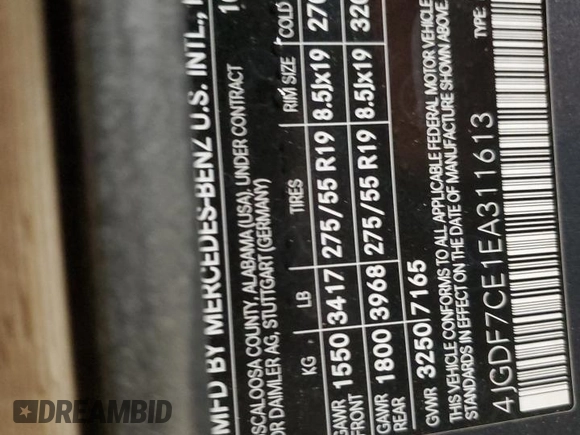 MFD BY MERCEDES-BENZ U.S. INTL.,
TUSCALOOSA COUNTY, ALABAMA (USA), UNDER CONTRACT
FOR DAIMLER AG, STUTTGART (GERMANY)
KG LB TIRES RIM SIZE COLD
GAWR FRONT 1550 3417 275/55 R19 8.5Jx19 270
GAWR REAR 1800 3968 275/55 R19 8.5Jx19 320
GVWR 3250 7165
THIS VEHICLE CONFORMS TO ALL APPLICABLE FEDERAL MOTOR VEHICLE
STANDARDS IN EFFECT ON THE DATE OF MANUFACTURE SHOWN ABOVE.
4JGDF7CE1EA311613 TYPE:
DREAMBID